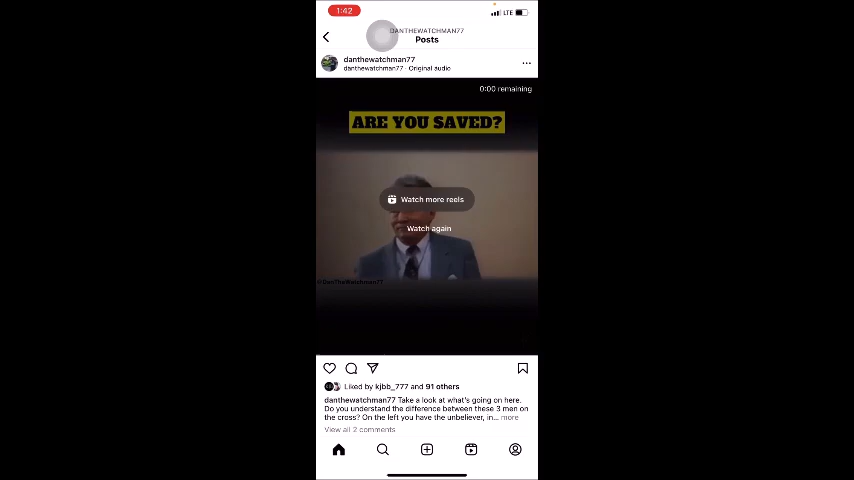 1:42
LTE
DANTHEWATCHMAN77
Posts
danthewatchman77
danthewatchman77 · Original audio
0:00 remaining
ARE YOU SAVED?
Watch more reels
Watch again
@DanTheWatchman77
Liked by kjbb_777 and 91 others
danthewatchman77 Take a look at what's going on here.
Do you understand the difference between these 3 men on
the cross? On the left you have the unbeliever, in... more
View all 2 comments